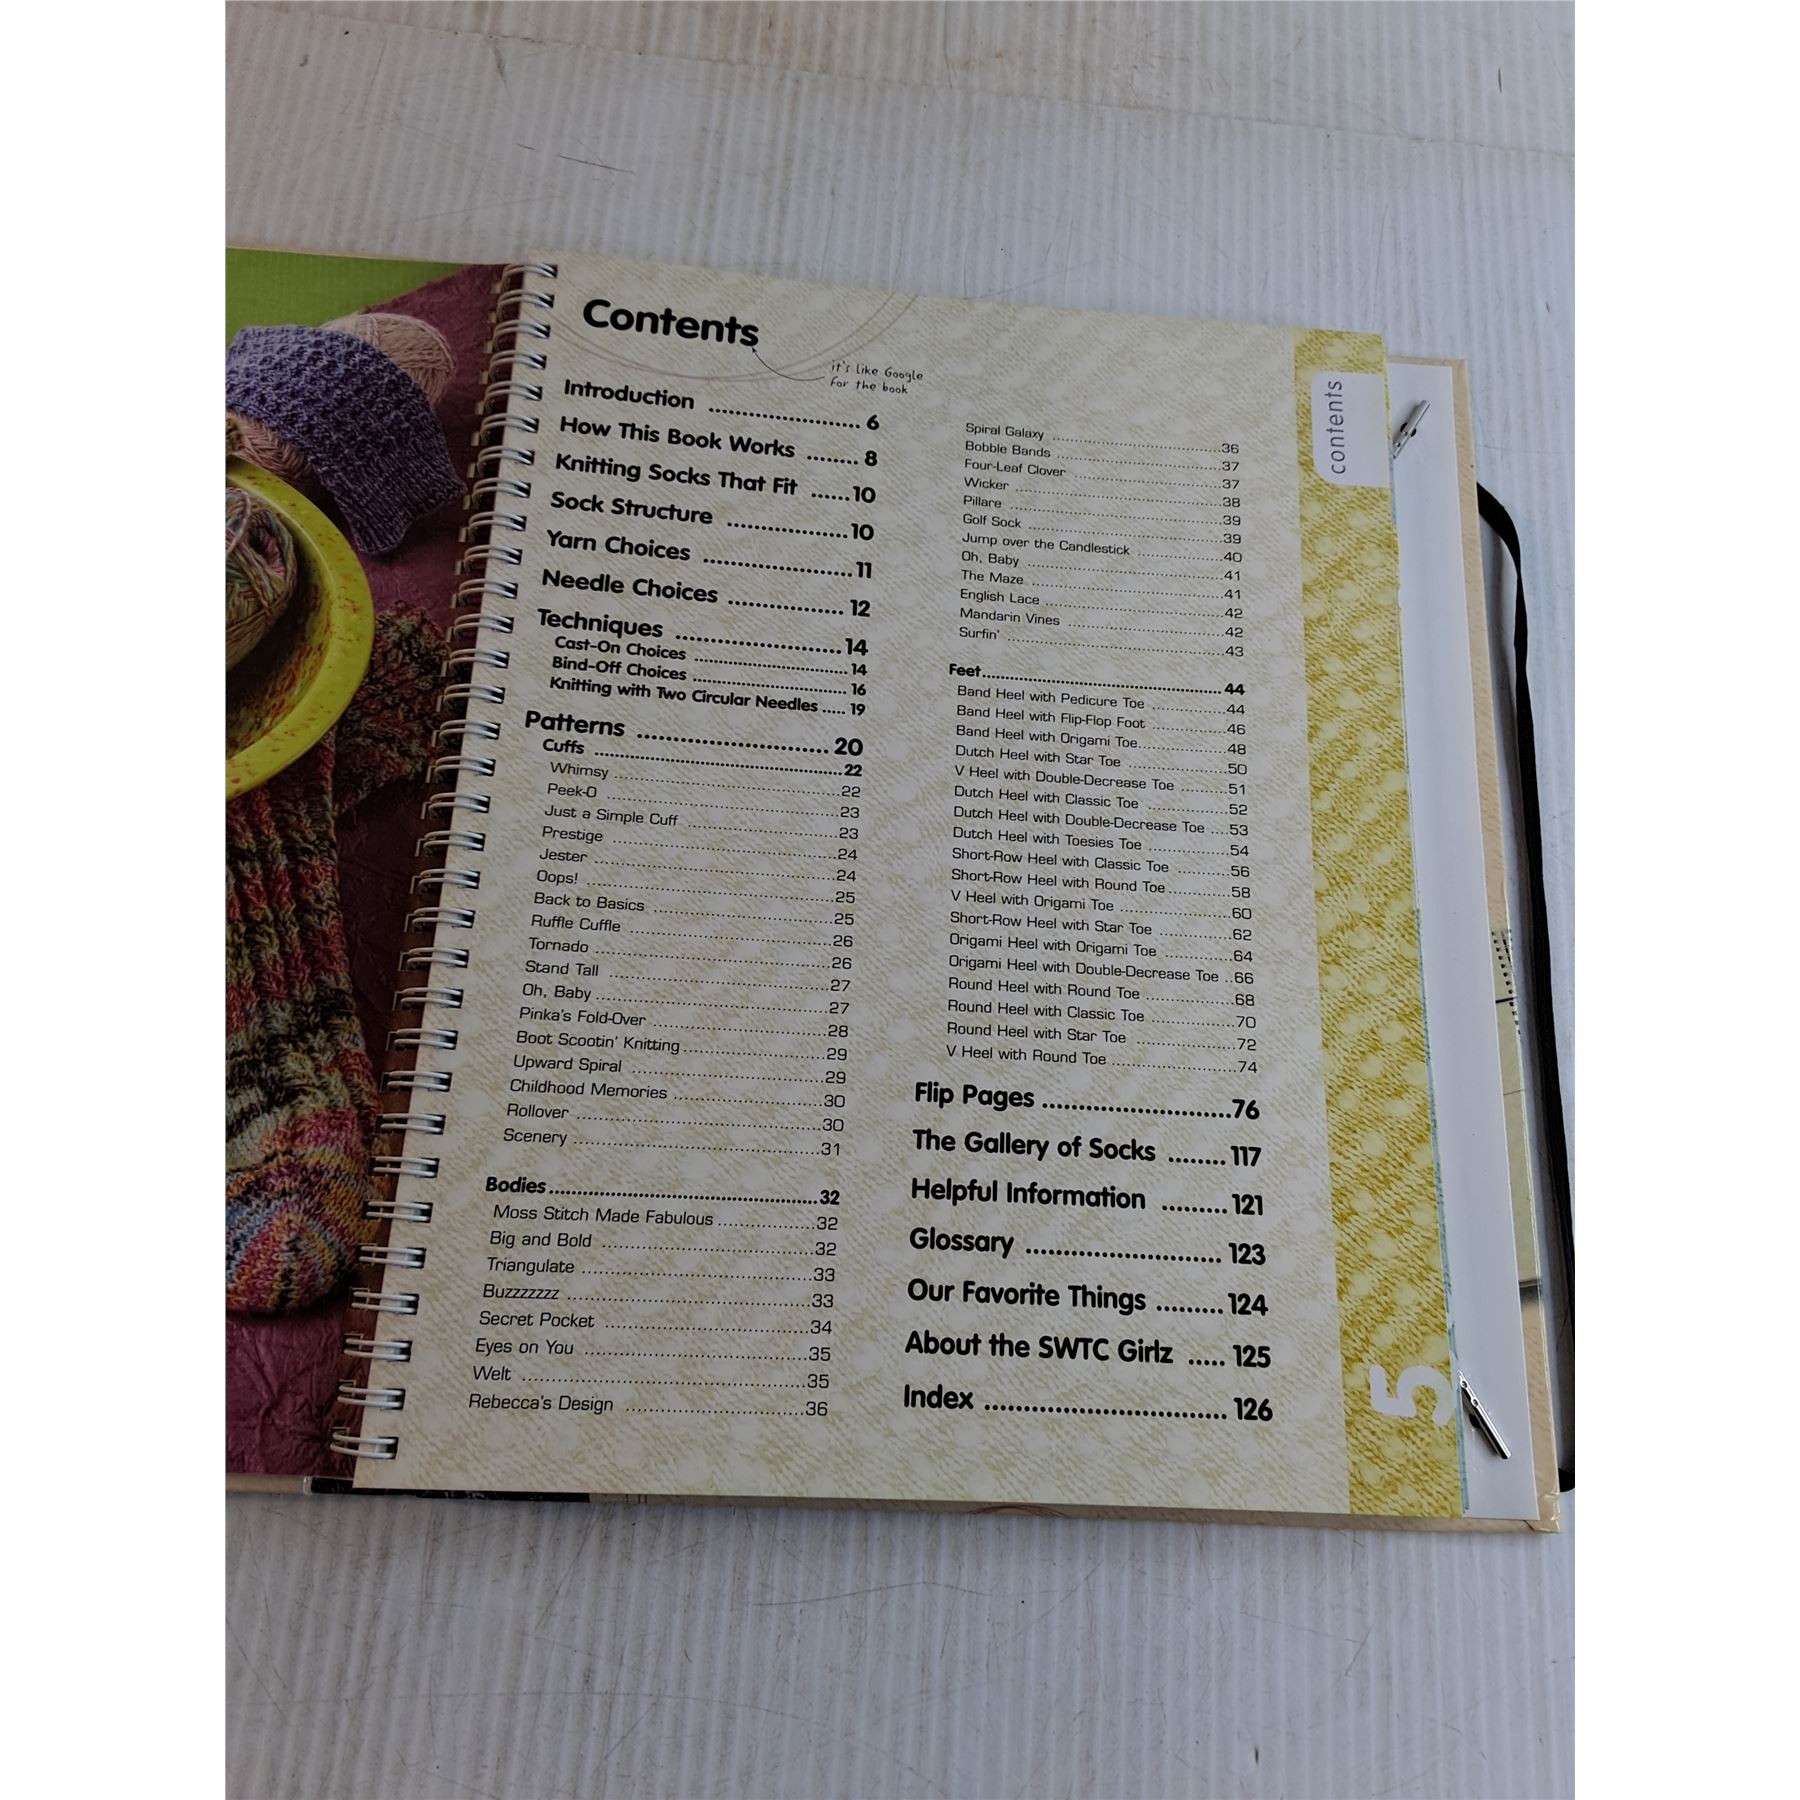 Contents
it's like Google
for the book
Introduction .................... 6
How This Book Works ........ 8
Knitting Socks That Fit ...... 10
Sock Structure ................ 10
Yarn Choices .................... 11
Needle Choices ............... 12
Techniques ...................... 14
Cast-On Choices .............................. 14
Bind-Off Choices .............................. 16
Knitting with Two Circular Needles ..... 19
Patterns .......................... 20
Cuffs ................................................ 22
Whimsy ........................................22
Peek-O ........................................23
Just a Simple Cuff ........................23
Prestige ......................................24
Jester ........................................24
Oops! ..........................................25
Back to Basics ..............................25
Ruffle Cuffle ................................26
Tornado ......................................26
Stand Tall ....................................27
Oh, Baby ......................................27
Pinka's Fold-Over ..........................28
Boot Scootin' Knitting ....................29
Upward Spiral ..............................29
Childhood Memories ......................30
Rollover ......................................30
Scenery ......................................31
Bodies .............................................. 32
Moss Stitch Made Fabulous ............32
Big and Bold ................................32
Triangulate ..................................33
Buzzzzzzz ....................................33
Secret Pocket ..............................34
Eyes on You ................................35
Welt ..........................................35
Rebecca's Design ..........................36
Spiral Galaxy ................................36
Bobble Bands ................................37
Four-Leaf Clover ............................37
Wicker ........................................38
Pillare ........................................39
Golf Sock ....................................39
Jump over the Candlestick ..............40
Oh, Baby ......................................41
The Maze ....................................41
English Lace ................................42
Mandarin Vines ............................42
Surfin' ........................................43
Feet .................................................. 44
Band Heel with Pedicure Toe ............44
Band Heel with Flip-Flop Foot ............46
Band Heel with Origami Toe..............48
Dutch Heel with Star Toe ................50
V Heel with Double-Decrease Toe ......51
Dutch Heel with Classic Toe ............52
Dutch Heel with Double-Decrease Toe ....53
Dutch Heel with Toesies Toe ............54
Short-Row Heel with Classic Toe ......56
Short-Row Heel with Round Toe ........58
V Heel with Origami Toe ..................60
Short-Row Heel with Star Toe ..........62
Origami Heel with Origami Toe ..........64
Origami Heel with Double-Decrease Toe ..66
Round Heel with Round Toe ............68
Round Heel with Classic Toe ............70
Round Heel with Star Toe ................72
V Heel with Round Toe ....................74
Flip Pages ..........................76
The Gallery of Socks ........ 117
Helpful Information ......... 121
Glossary .......................... 123
Our Favorite Things ......... 124
About the SWTC Girlz ..... 125
Index ................................ 126
contents
5